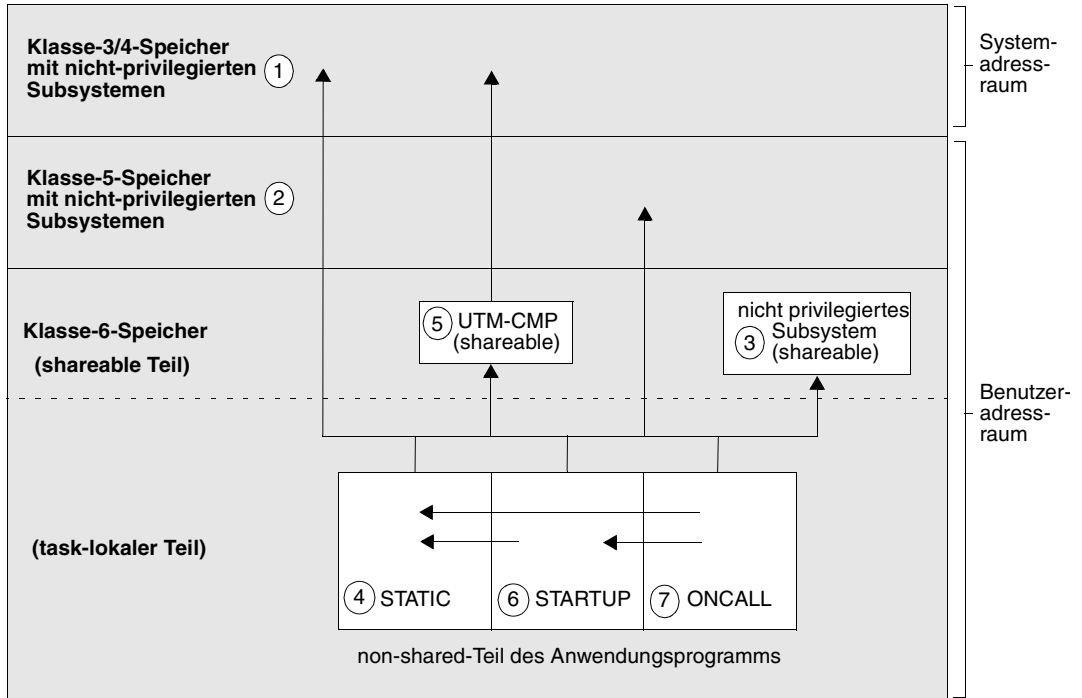 Klasse-3/4-Speicher
mit nicht-privilegierten 1
Subsystemen
System-
adress-
raum
Klasse-5-Speicher
mit nicht-privilegierten 2
Subsystemen
Klasse-6-Speicher
(shareable Teil)
5 UTM-CMP
(shareable)
nicht privilegiertes
3 Subsystem
(shareable)
Benutzer-
adress-
raum
(task-lokaler Teil)
4 STATIC
6 STARTUP
7 ONCALL
non-shared-Teil des Anwendungsprogramms